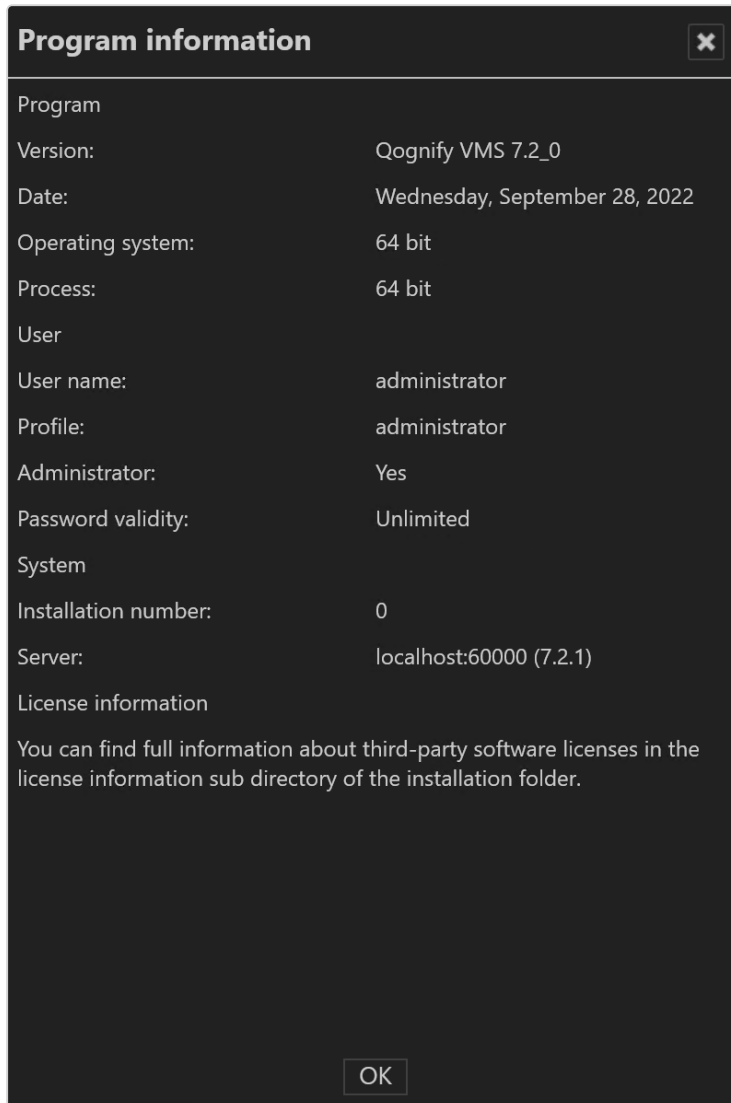 Program information
Program
Version: Qognify VMS 7.2_0
Date: Wednesday, September 28, 2022
Operating system: 64 bit
Process: 64 bit
User
User name: administrator
Profile: administrator
Administrator: Yes
Password validity: Unlimited
System
Installation number: 0
Server: localhost:60000 (7.2.1)
License information
You can find full information about third-party software licenses in the
license information sub directory of the installation folder.
OK